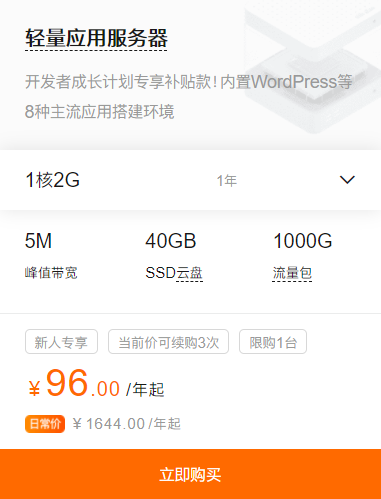 轻量应用服务器
开发者成长计划专享补贴款！内置WordPress等
8种主流应用搭建环境
1核2G 1年
5M 40GB 1000G
峰值带宽 SSD云盘 流量包
新人专享 当前价可续购3次 限购1台
¥96.00 /年起
日常价 ¥1644.00/年起
立即购买